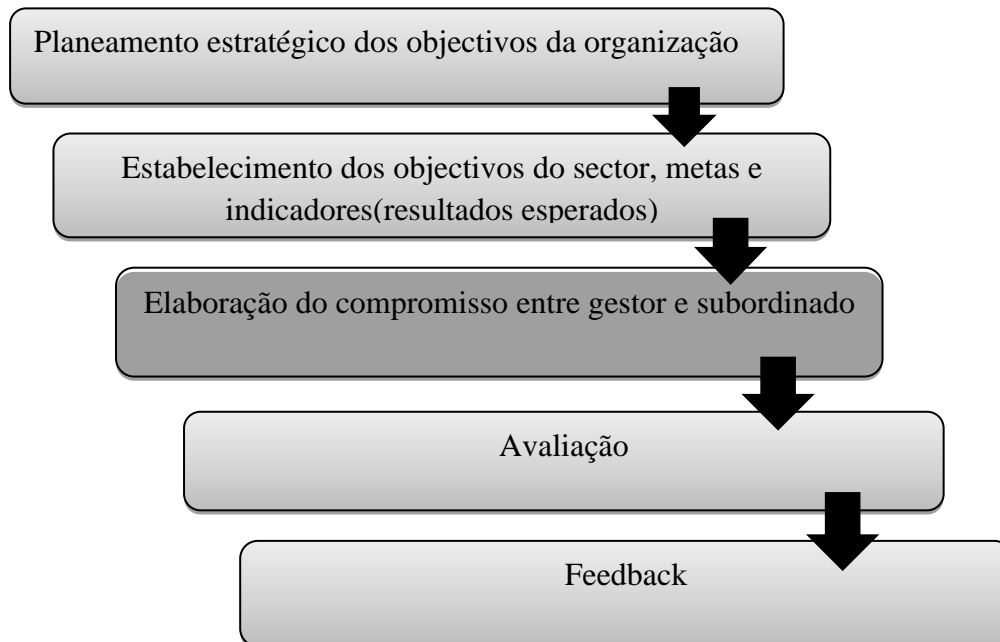 Planeamento estratégico dos objectivos da organização
Estabelecimento dos objectivos do sector, metas e
indicadores(resultados esperados)
Elaboração do compromisso entre gestor e subordinado
Avaliação
Feedback